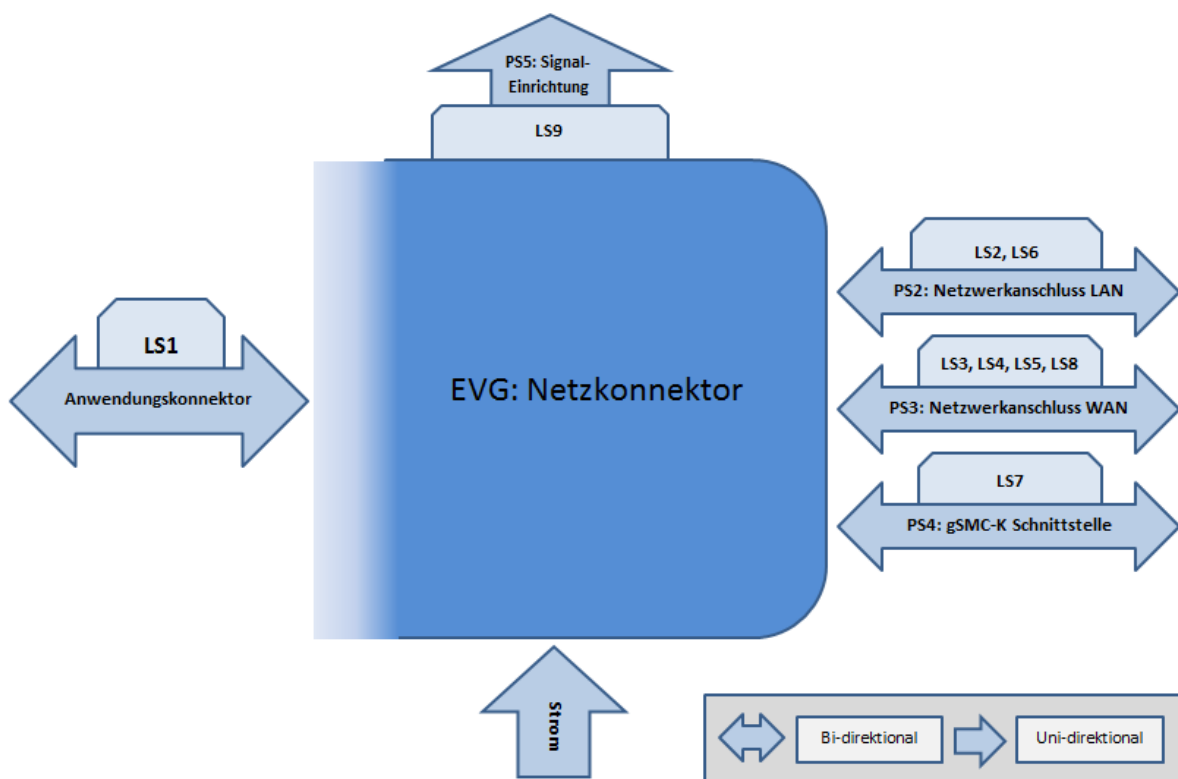 PS5: Signal-
Einrichtung
LS9
LS2, LS6
PS2: Netzwerkanschluss LAN
LS1
Anwendungskonnektor
EVG: Netzkonnektor
LS3, LS4, LS5, LS8
PS3: Netzwerkanschluss WAN
LS7
PS4: gSMC-K Schnittstelle
Strom
Bi-direktional
Uni-direktional